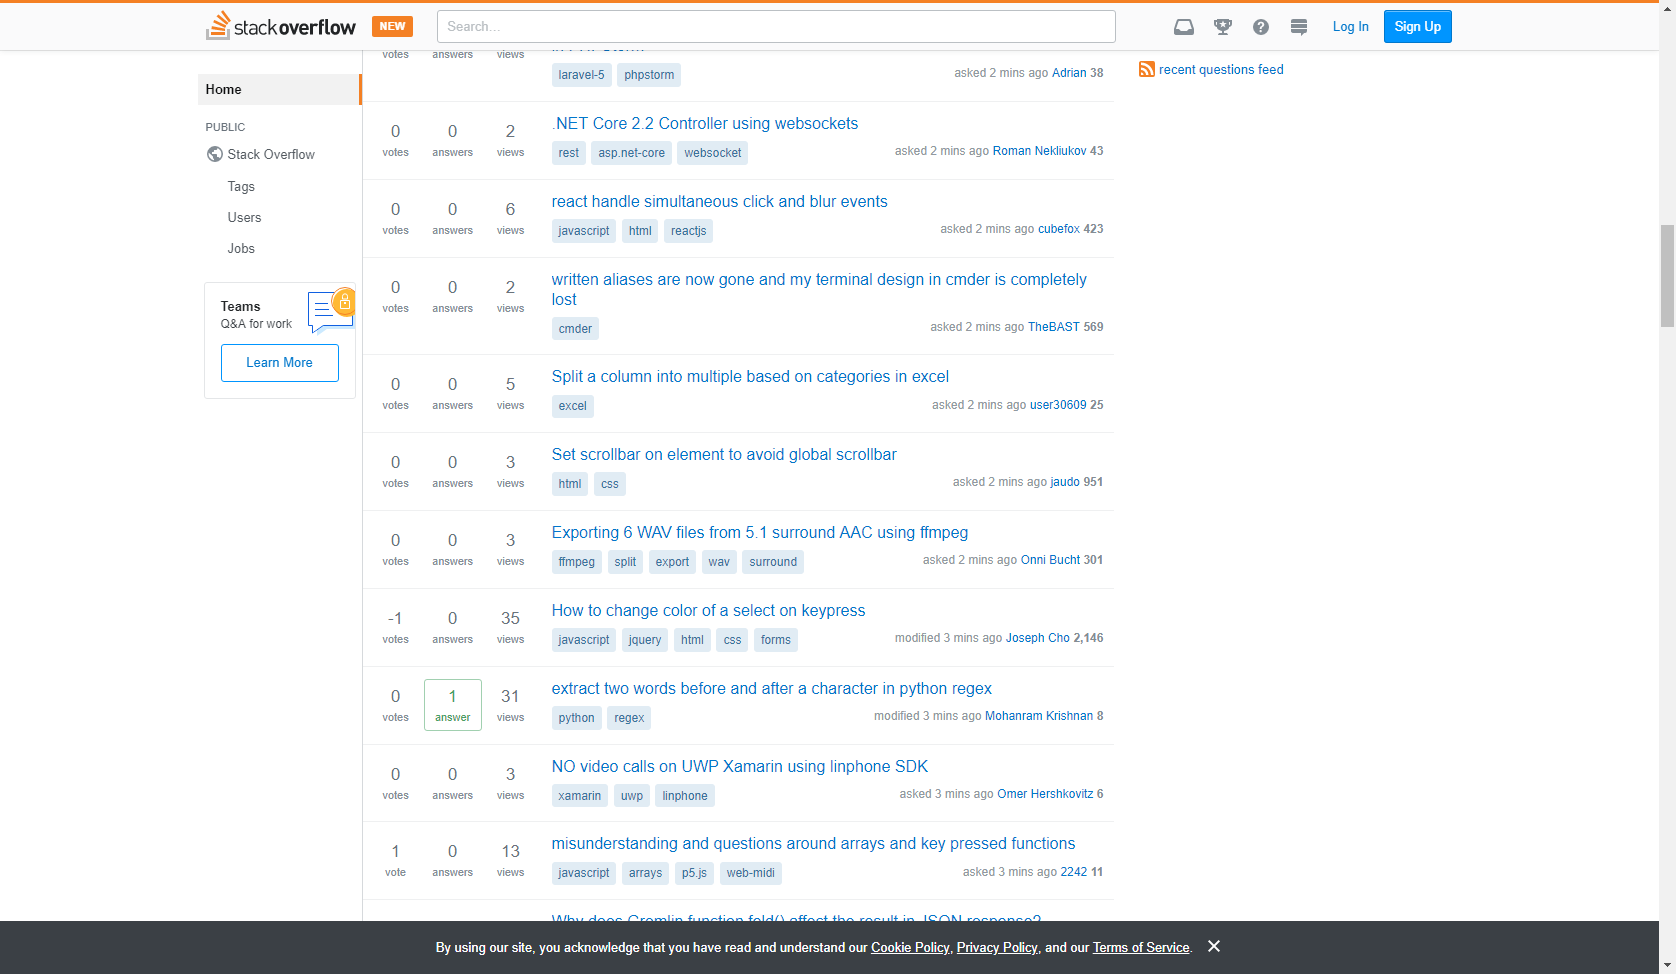 stackoverflow NEW Search... Log In Sign Up
votes answers views
laravel-5 phpstorm asked 2 mins ago Adrian 38
recent questions feed
Home
PUBLIC
Stack Overflow
Tags
Users
Jobs
Teams
Q&A for work
Learn More
0 votes 0 answers 2 views
.NET Core 2.2 Controller using websockets
rest asp.net-core websocket asked 2 mins ago Roman Nekliukov 43
0 votes 0 answers 6 views
react handle simultaneous click and blur events
javascript html reactjs asked 2 mins ago cubefox 423
0 votes 0 answers 2 views
written aliases are now gone and my terminal design in cmder is completely
lost
cmder asked 2 mins ago TheBAST 569
0 votes 0 answers 5 views
Split a column into multiple based on categories in excel
excel asked 2 mins ago user30609 25
0 votes 0 answers 3 views
Set scrollbar on element to avoid global scrollbar
html css asked 2 mins ago jaudo 951
0 votes 0 answers 3 views
Exporting 6 WAV files from 5.1 surround AAC using ffmpeg
ffmpeg split export wav surround asked 2 mins ago Onni Bucht 301
-1 votes 0 answers 35 views
How to change color of a select on keypress
javascript jquery html css forms modified 3 mins ago Joseph Cho 2,146
0 votes 1 answer 31 views
extract two words before and after a character in python regex
python regex modified 3 mins ago Mohanram Krishnan 8
0 votes 0 answers 3 views
NO video calls on UWP Xamarin using linphone SDK
xamarin uwp linphone asked 3 mins ago Omer Hershkovitz 6
1 vote 0 answers 13 views
misunderstanding and questions around arrays and key pressed functions
javascript arrays p5.js web-midi asked 3 mins ago 2242 11
Why does Gremlin function fold() affect the result in JSON response?
By using our site, you acknowledge that you have read and understand our Cookie Policy, Privacy Policy, and our Terms of Service.